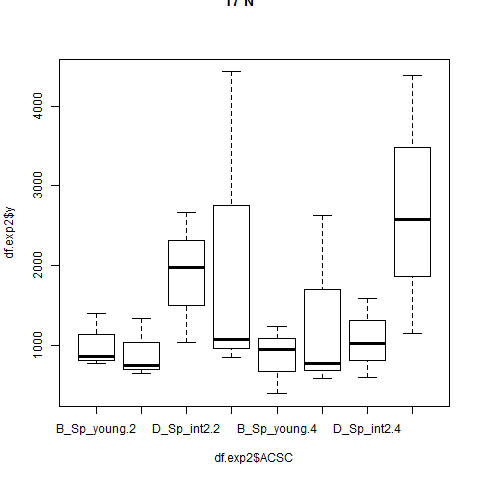 17 N
df.exp2$y
4000
3000
2000
1000
B_Sp_young.2 D_Sp_int2.2 B_Sp_young.4 D_Sp_int2.4
df.exp2$ACSC